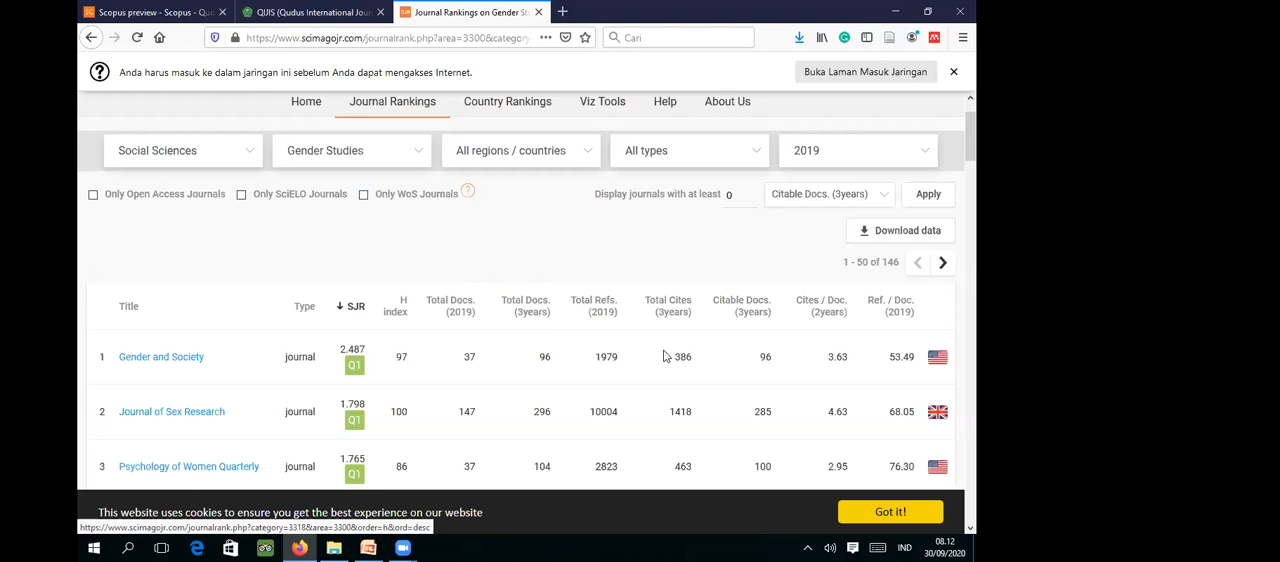 Scopus preview - Scopus - Qu
QIJIS (Qudus International Jour
SJR Journal Rankings on Gender St
https://www.scimagojr.com/journalrank.php?area=3300&category
Cari
Anda harus masuk ke dalam jaringan ini sebelum Anda dapat mengakses Internet.
Buka Laman Masuk Jaringan
Home Journal Rankings Country Rankings Viz Tools Help About Us
Social Sciences Gender Studies All regions / countries All types 2019
Only Open Access Journals Only SciELO Journals Only WoS Journals ? Display journals with at least 0 Citable Docs. (3years) Apply
Download data
1 - 50 of 146
Title Type SJR H index Total Docs. (2019) Total Docs. (3years) Total Refs. (2019) Total Cites (3years) Citable Docs. (3years) Cites / Doc. (2years) Ref. / Doc. (2019)
1 Gender and Society journal 2.487 Q1 97 37 96 1979 386 96 3.63 53.49
2 Journal of Sex Research journal 1.798 Q1 100 147 296 10004 1418 285 4.63 68.05
3 Psychology of Women Quarterly journal 1.765 Q1 86 37 104 2823 463 100 2.95 76.30
This website uses cookies to ensure you get the best experience on our website
Got it!
https://www.scimagojr.com/journalrank.php?category=3318&area=3300&order=h&ord=desc
IND
08.12
30/09/2020